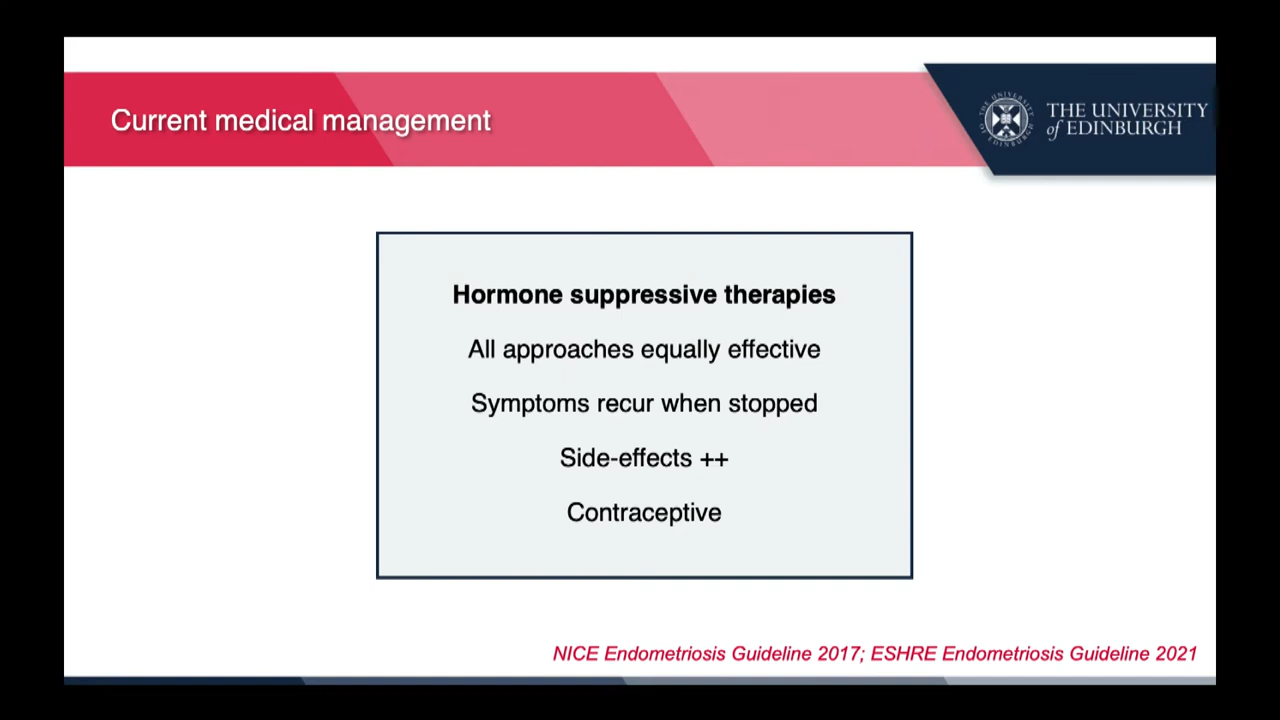 Current medical management
THE UNIVERSITY
of EDINBURGH
Hormone suppressive therapies
All approaches equally effective
Symptoms recur when stopped
Side-effects ++
Contraceptive
NICE Endometriosis Guideline 2017; ESHRE Endometriosis Guideline 2021